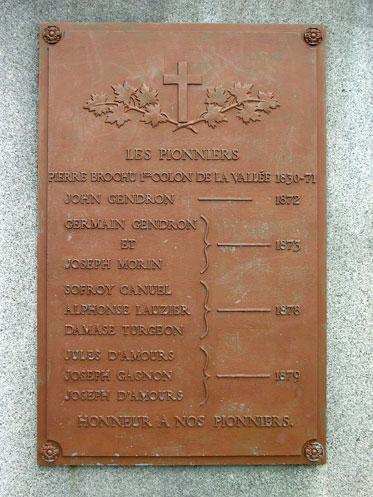 LES PIONNIERS
PIERRE BROCHU 1ER COLON DE LA VALLÉE 1830-71
JOHN GENDRON 1872
GERMAIN GENDRON
ET 1873
JOSEPH MORIN
SOFROY CANUEL
ALPHONSE LAUZIER 1878
DAMASE TURGEON
JULES D'AMOURS
JOSEPH GAGNON 1879
JOSEPH D'AMOURS
HONNEUR A NOS PIONNIERS.